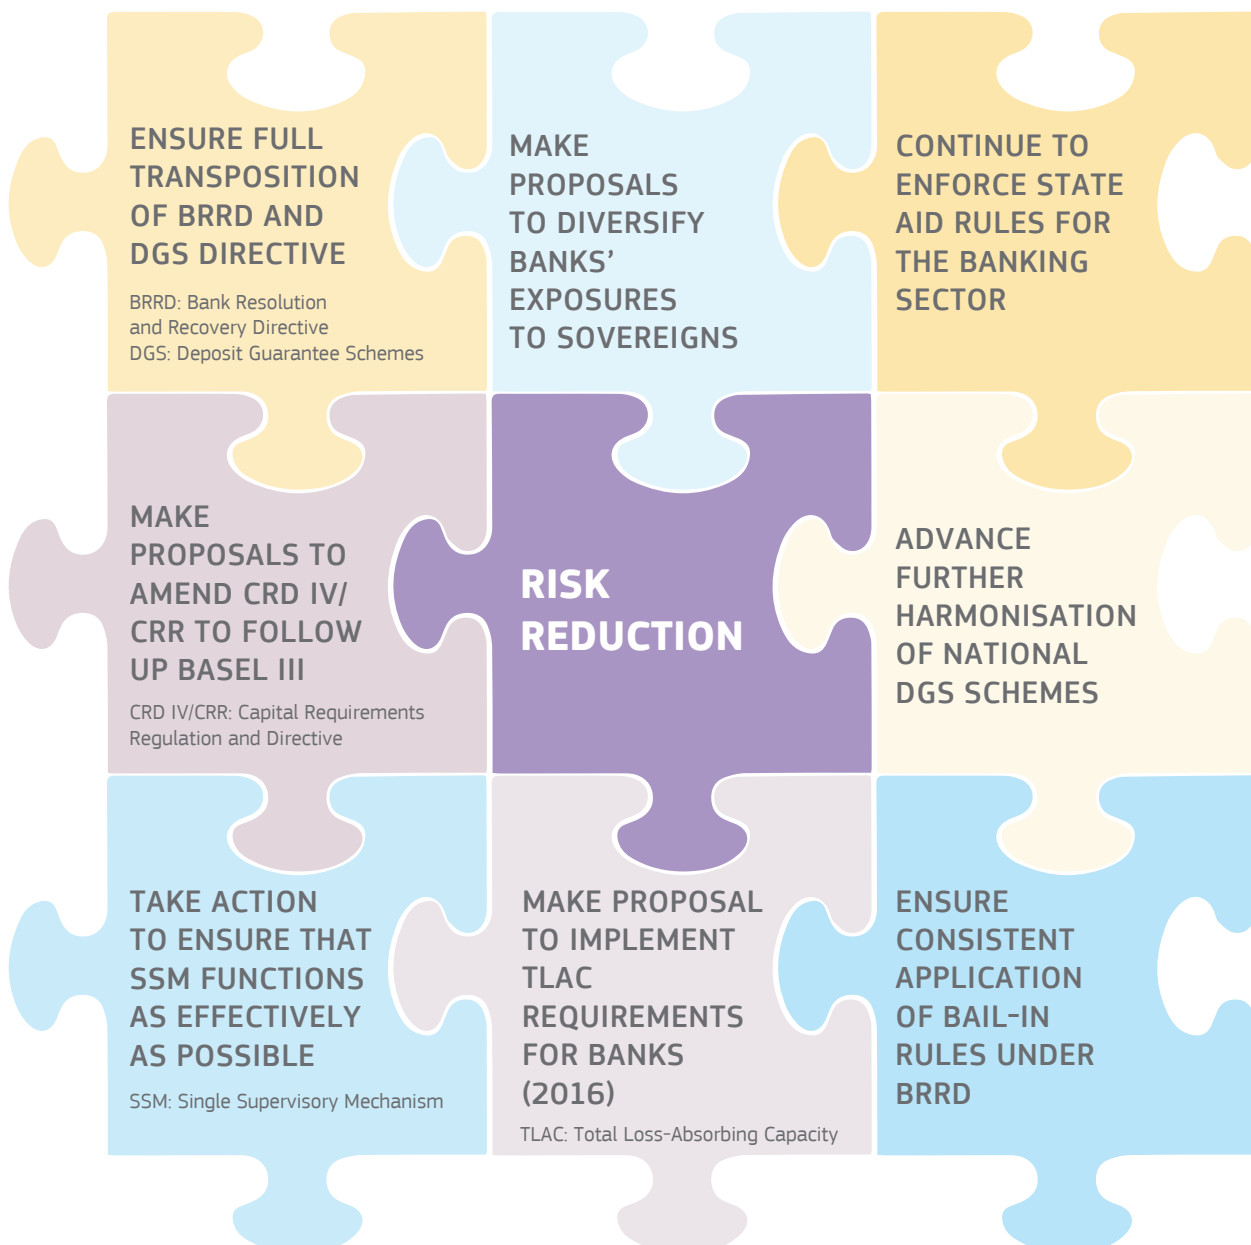 ENSURE FULL
TRANSPOSITION
OF BRRD AND
DGS DIRECTIVE
BRRD: Bank Resolution
and Recovery Directive
DGS: Deposit Guarantee Schemes
MAKE
PROPOSALS
TO DIVERSIFY
BANKS’
EXPOSURES
TO SOVEREIGNS
CONTINUE TO
ENFORCE STATE
AID RULES FOR
THE BANKING
SECTOR
MAKE
PROPOSALS TO
AMEND CRD IV/
CRR TO FOLLOW
UP BASEL III
CRD IV/CRR: Capital Requirements
Regulation and Directive
RISK
REDUCTION
ADVANCE
FURTHER
HARMONISATION
OF NATIONAL
DGS SCHEMES
TAKE ACTION
TO ENSURE THAT
SSM FUNCTIONS
AS EFFECTIVELY
AS POSSIBLE
SSM: Single Supervisory Mechanism
MAKE PROPOSAL
TO IMPLEMENT
TLAC
REQUIREMENTS
FOR BANKS
(2016)
TLAC: Total Loss-Absorbing Capacity
ENSURE
CONSISTENT
APPLICATION
OF BAIL-IN
RULES UNDER
BRRD